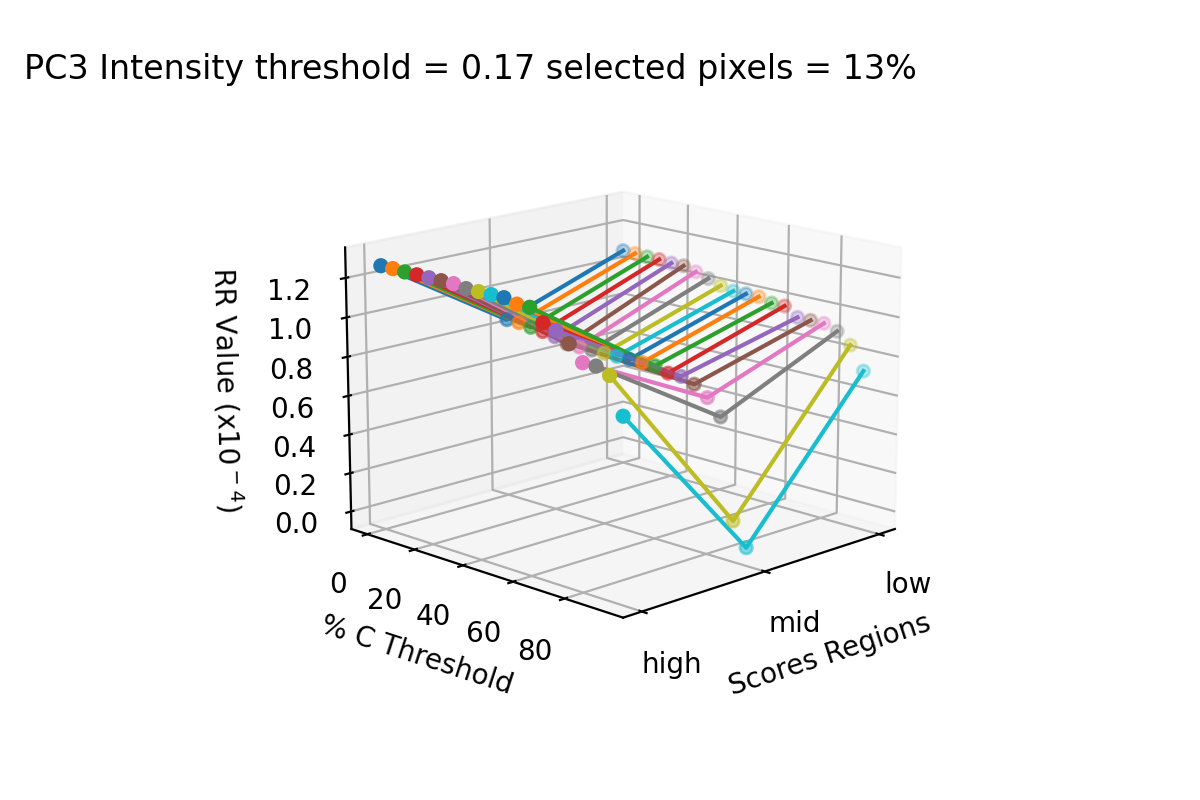 PC3 Intensity threshold = 0.17 selected pixels = 13%
RR Value (x10⁻⁴)
1.2
1.0
0.8
0.6
0.4
0.2
0.0
0
20
40
60
80
% C Threshold
high
mid
low
Scores Regions